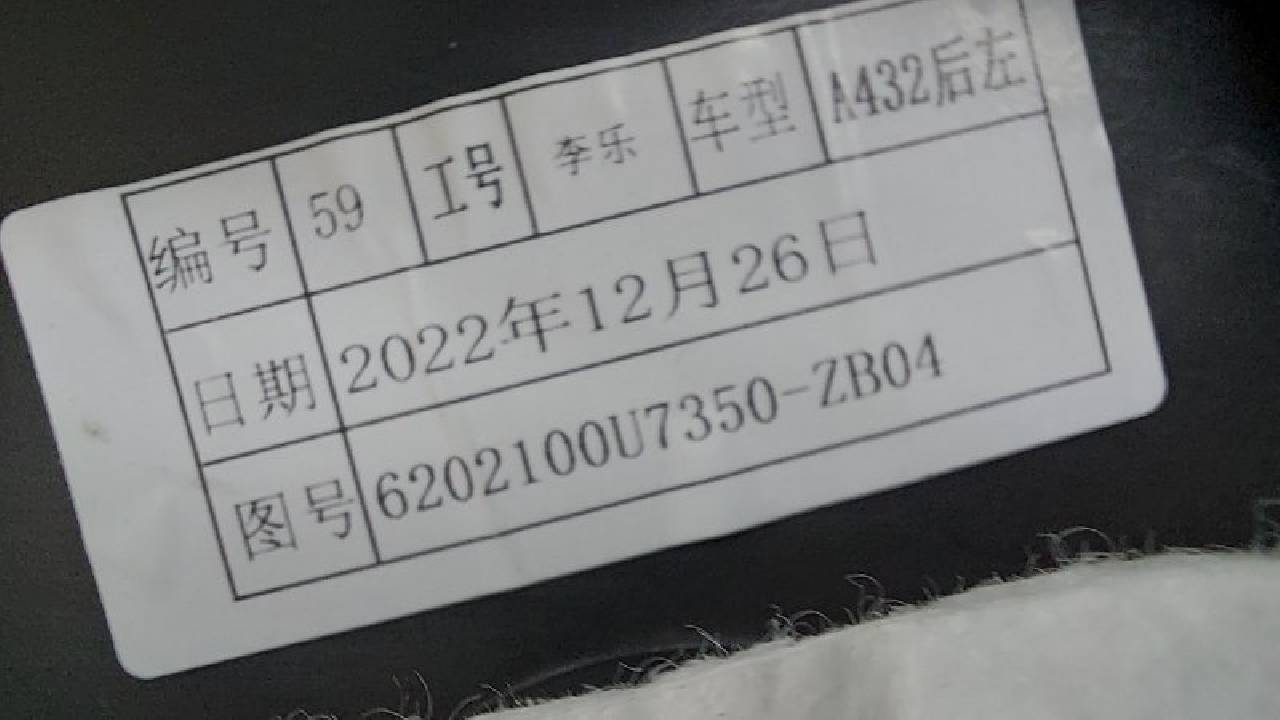 编号 59 工号 李乐 车型 A432后左
日期 2022年12月26日
图号 6202100U7350-ZB04